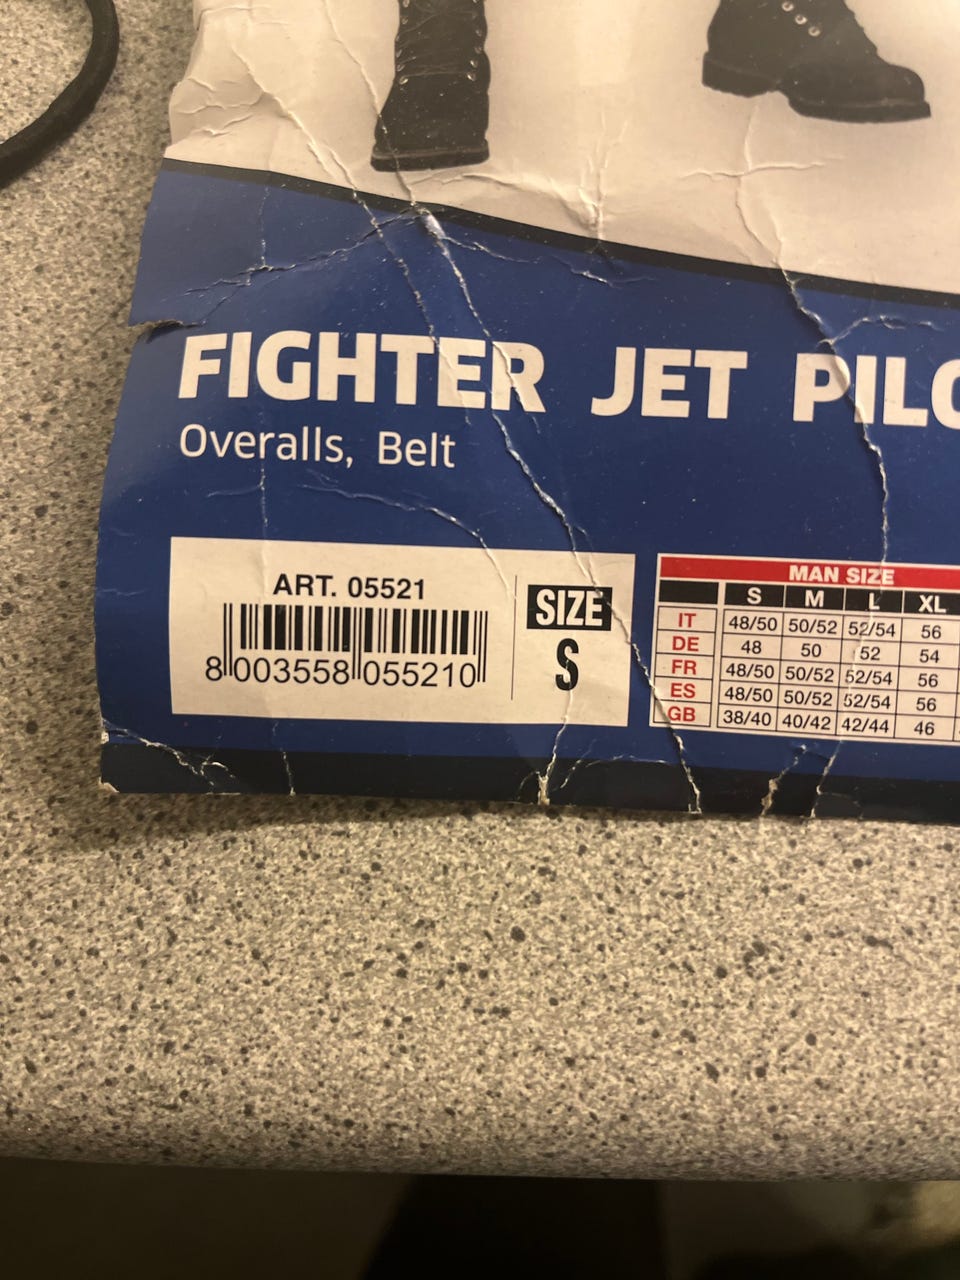 FIGHTER JET PILO
Overalls, Belt
ART. 05521
8 003558 055210
SIZE
S
MAN SIZE
S M L XL
IT 48/50 50/52 52/54 56
DE 48 50 52 54
FR 48/50 50/52 52/54 56
ES 48/50 50/52 52/54 56
GB 38/40 40/42 42/44 46